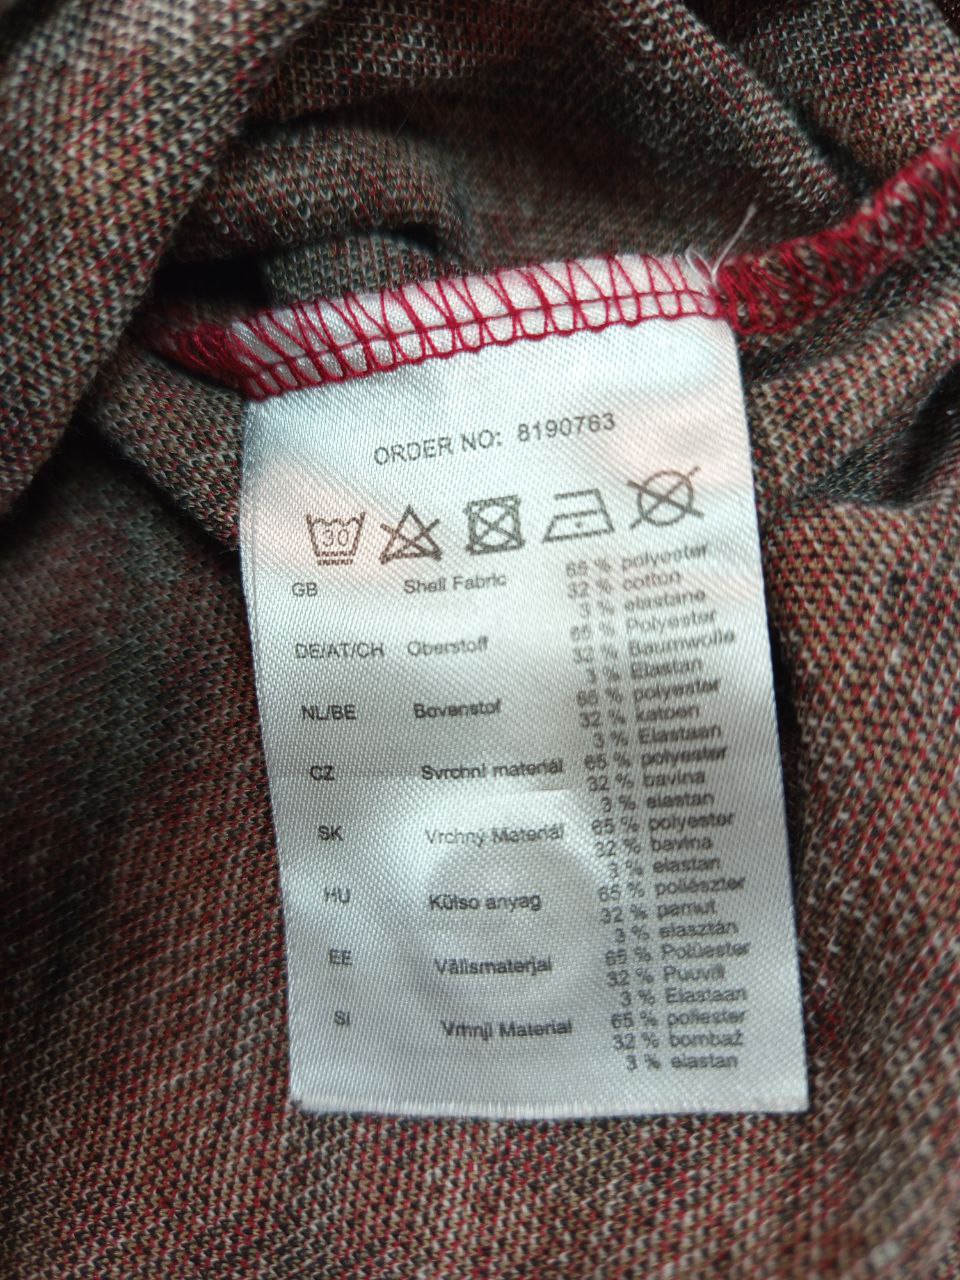 ORDER NO: 8190763
30
GB Shell Fabric 65 % polyester
32 % cotton
3 % elastane
DE/AT/CH Oberstoff 65 % Polyester
32 % Baumwolle
3 % Elastan
NL/BE Bovenstof 65 % polyester
32 % katoen
3 % Elastaan
CZ Svrchní materiál 65 % polyester
32 % bavlna
3 % elastan
SK Vrchný Materiál 65 % polyester
32 % bavlna
3 % elastan
HU Külso anyag 65 % poliészter
32 % pamut
3 % elasztán
EE Välismaterjal 65 % Polüester
32 % Puuvill
3 % Elastaan
SI Vrhnji Material 65 % poliester
32 % bombaž
3 % elastan